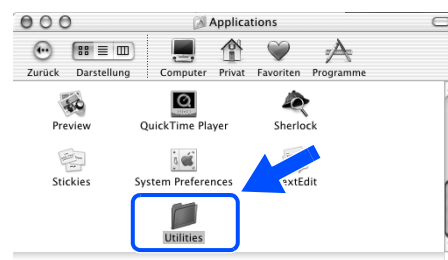 Applications
Zurück Darstellung Computer Privat Favoriten Programme
Preview QuickTime Player Sherlock
Stickies System Preferences extEdit
Utilities